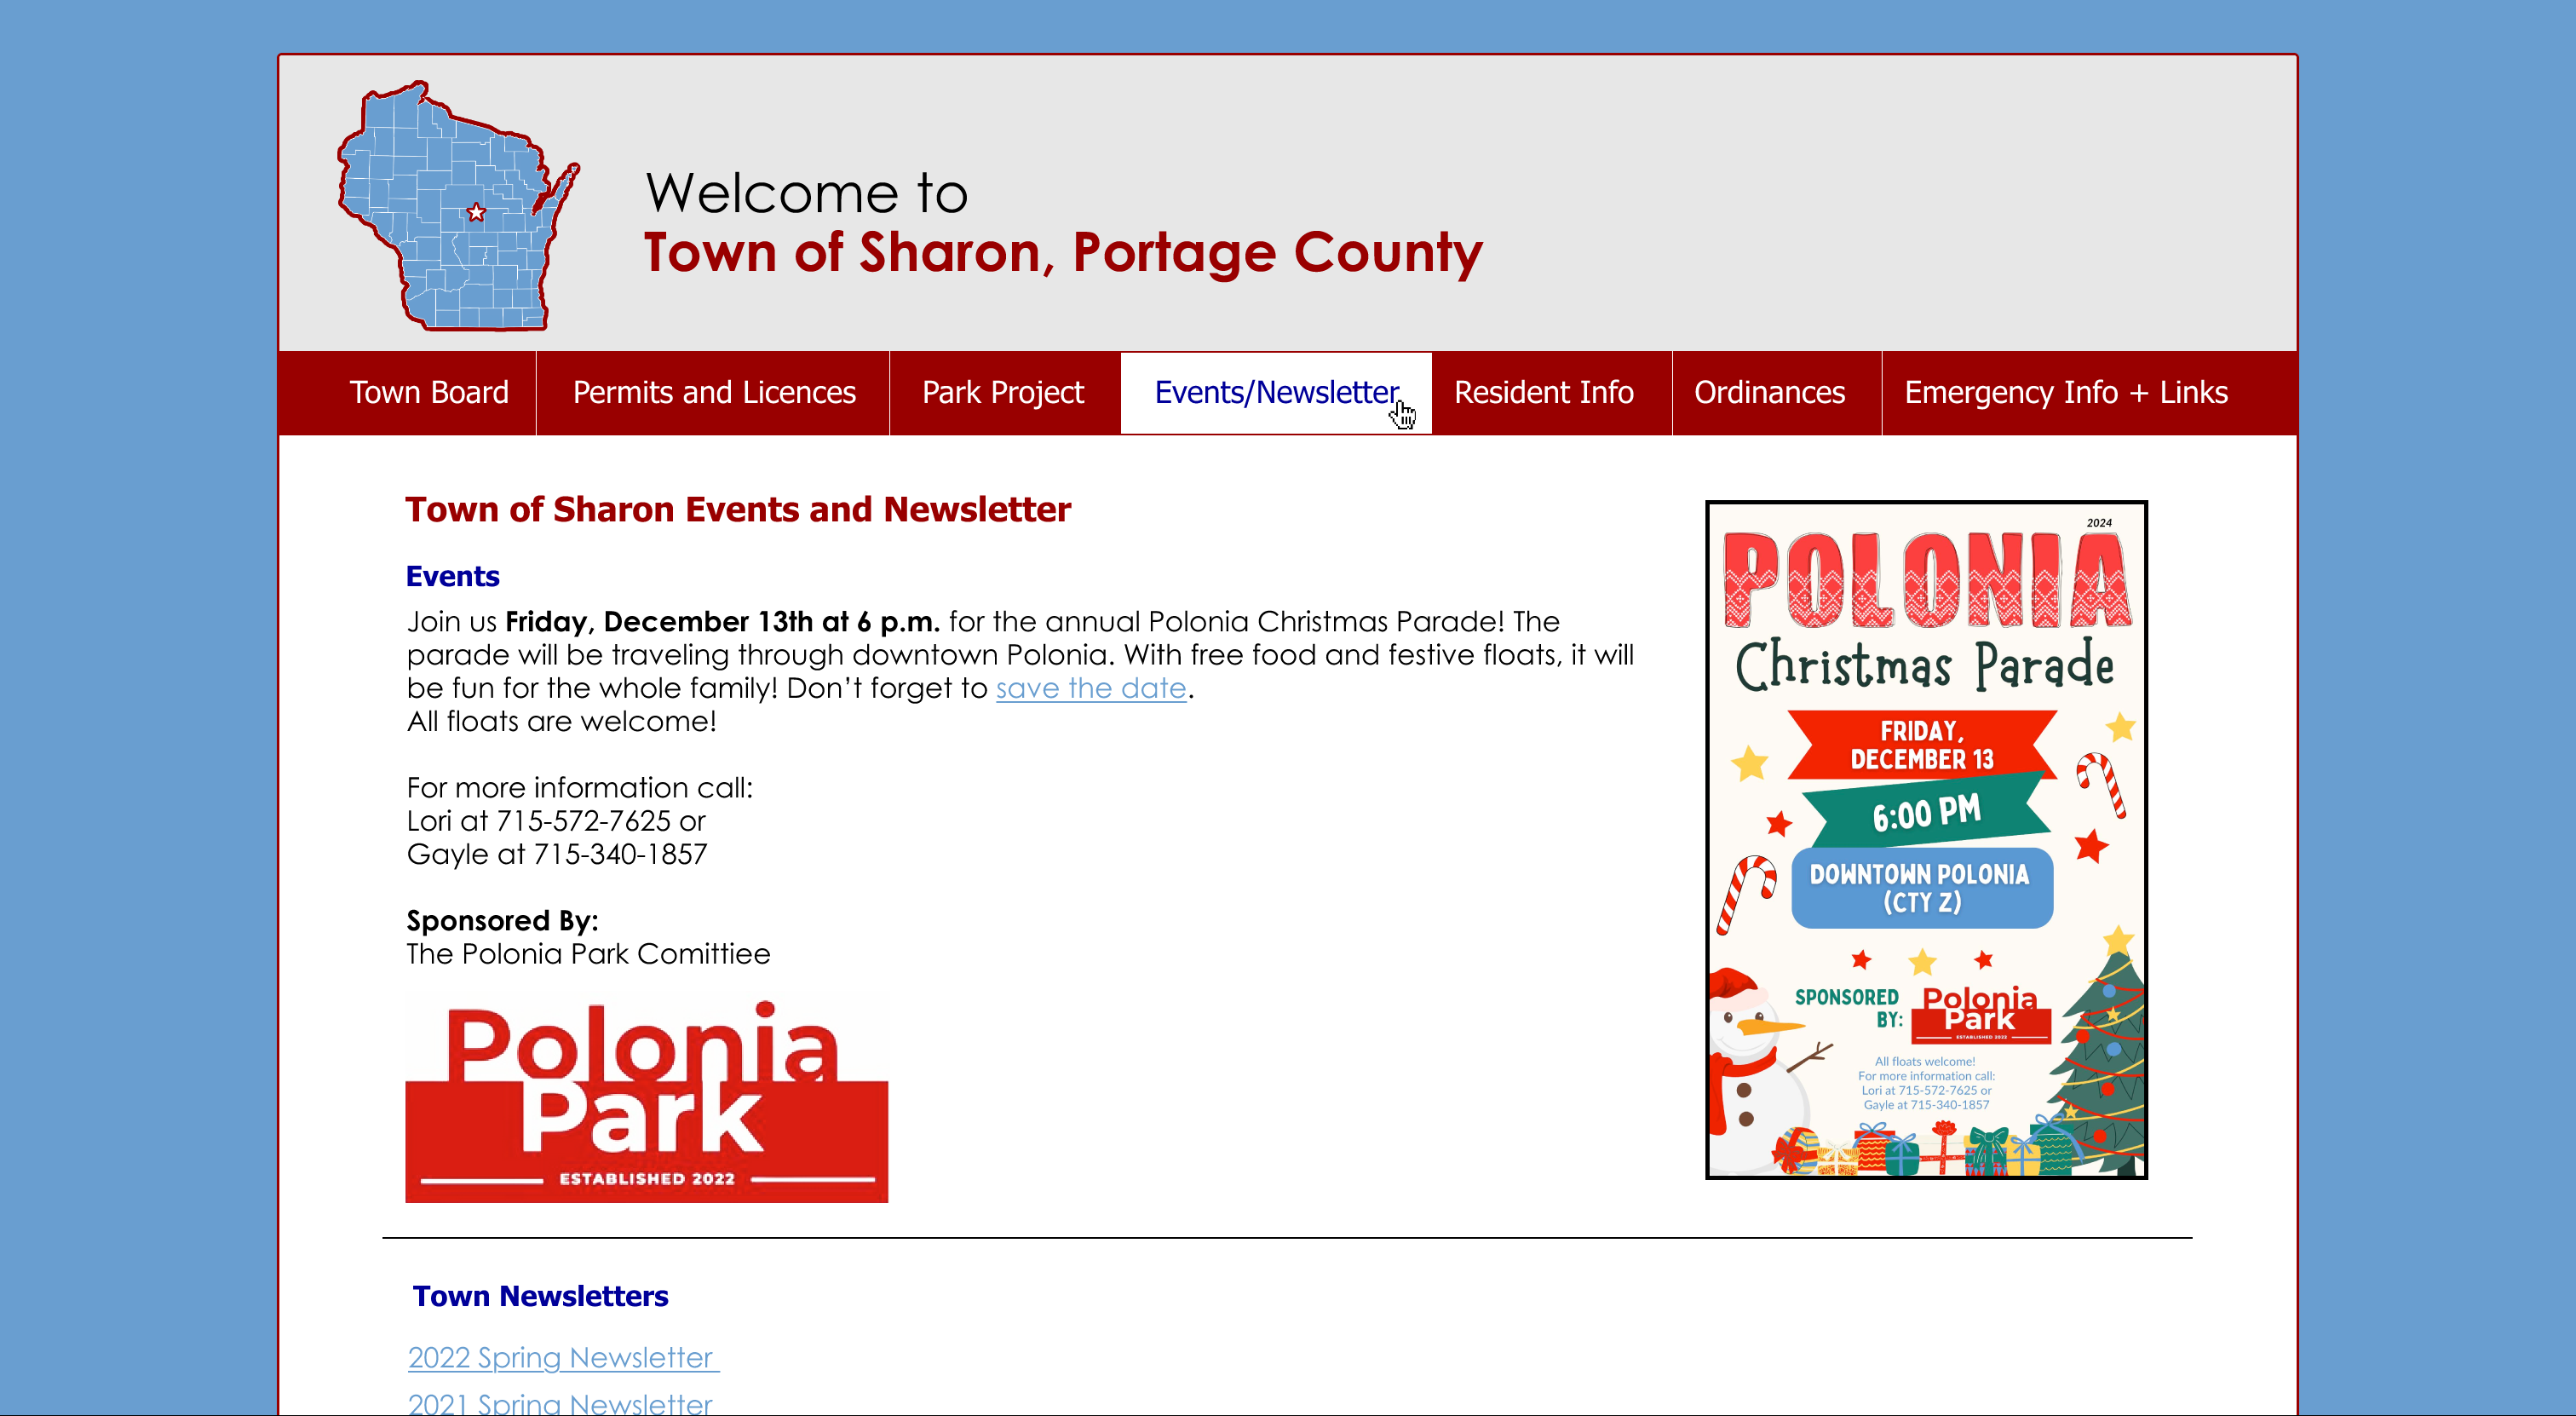 Welcome to
Town of Sharon, Portage County
Town Board
Permits and Licences
Park Project
Events/Newsletter
Resident Info
Ordinances
Emergency Info + Links
Town of Sharon Events and Newsletter
Events
Join us Friday, December 13th at 6 p.m. for the annual Polonia Christmas Parade! The
parade will be traveling through downtown Polonia. With free food and festive floats, it will
be fun for the whole family! Don’t forget to save the date.
All floats are welcome!
For more information call:
Lori at 715-572-7625 or
Gayle at 715-340-1857
Sponsored By:
The Polonia Park Comittiee
Polonia
Park
ESTABLISHED 2022
2024
POLONIA
Christmas Parade
FRIDAY,
DECEMBER 13
6:00 PM
DOWNTOWN POLONIA
(CTY Z)
SPONSORED
BY:
Polonia
Park
ESTABLISHED 2022
All floats welcome!
For more information call:
Lori at 715-572-7625 or
Gayle at 715-340-1857
Town Newsletters
2022 Spring Newsletter
2021 Spring Newsletter